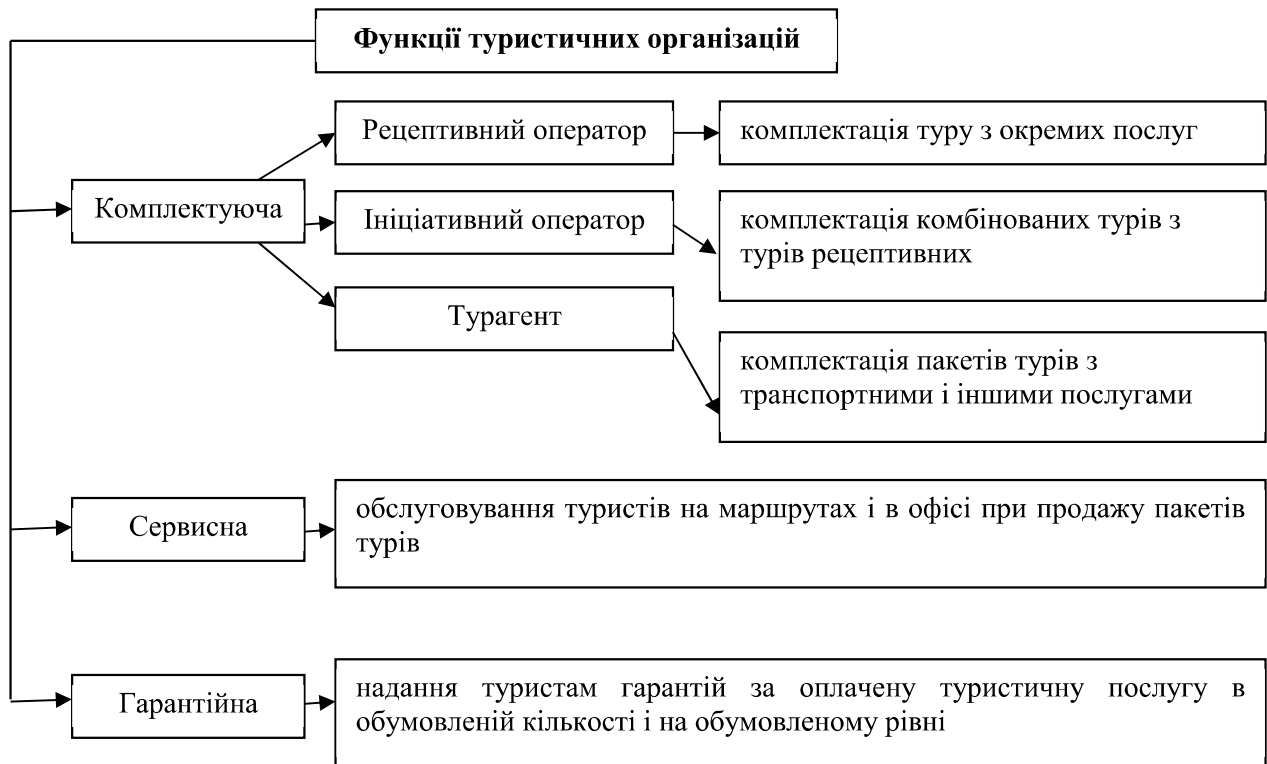 Функції туристичних організацій
Рецептивний оператор
комплектація туру з окремих послуг
Комплектуюча
Ініціативний оператор
комплектація комбінованих турів з
турів рецептивних
Турагент
комплектація пакетів турів з
транспортними і іншими послугами
Сервисна
обслуговування туристів на маршрутах і в офісі при продажу пакетів
турів
Гарантійна
надання туристам гарантій за оплачену туристичну послугу в
обумовленій кількості і на обумовленому рівні